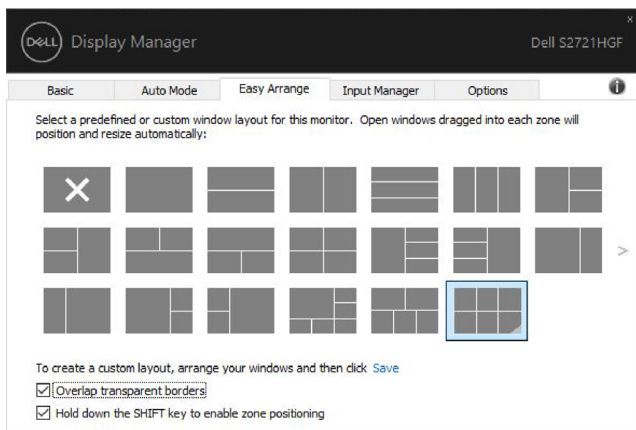 DELL Display Manager
Dell S2721HGF
Basic Auto Mode Easy Arrange Input Manager Options
Select a predefined or custom window layout for this monitor. Open windows dragged into each zone will
position and resize automatically:
To create a custom layout, arrange your windows and then click Save
Overlap transparent borders
Hold down the SHIFT key to enable zone positioning